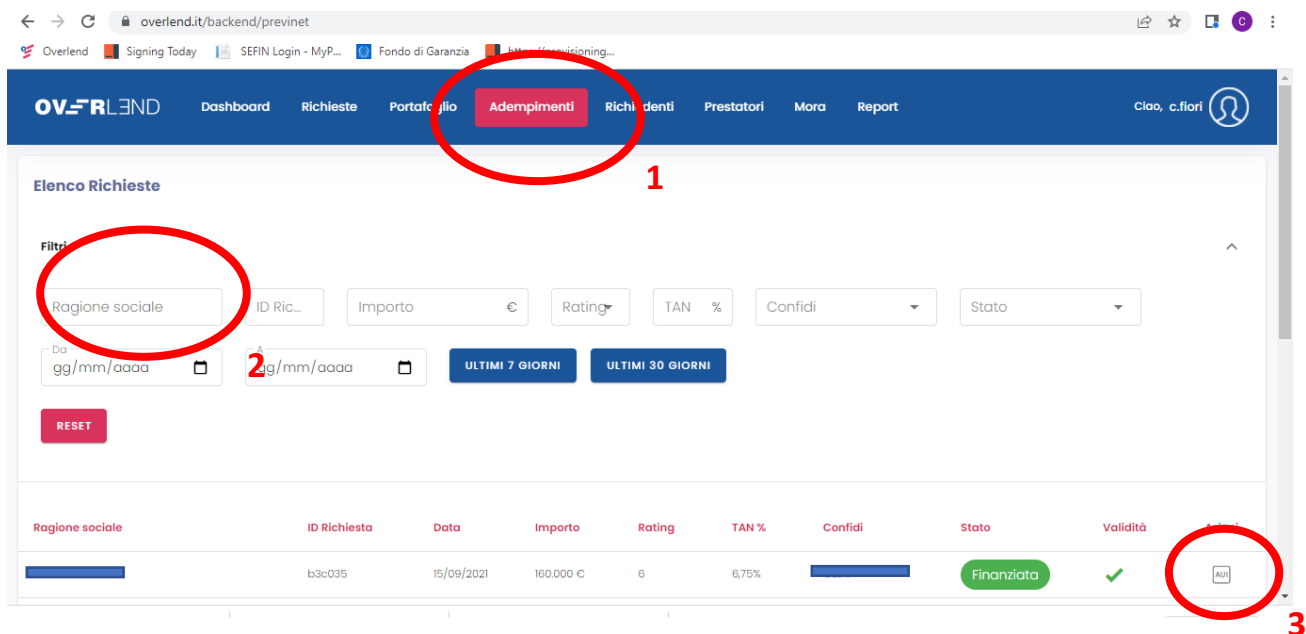 overlend.it/backend/previnet
C
Overlend Signing Today SEFIN Login - MyP... Fondo di Garanzia
OVERLEND Dashboard Richieste Portafoglio Adempimenti Richiedenti Prestatori Mora Report Ciao, c.fiori
1
Elenco Richieste
Filtri
Ragione sociale ID Ric... Importo € Rating TAN % Confidi Stato
Da A
gg/mm/aaaa 2 gg/mm/aaaa ULTIMI 7 GIORNI ULTIMI 30 GIORNI
RESET
Ragione sociale ID Richiesta Data Importo Rating TAN % Confidi Stato Validità Azioni
b3c035 15/09/2021 160.000 € 6 6,75% Finanziata AUI
3